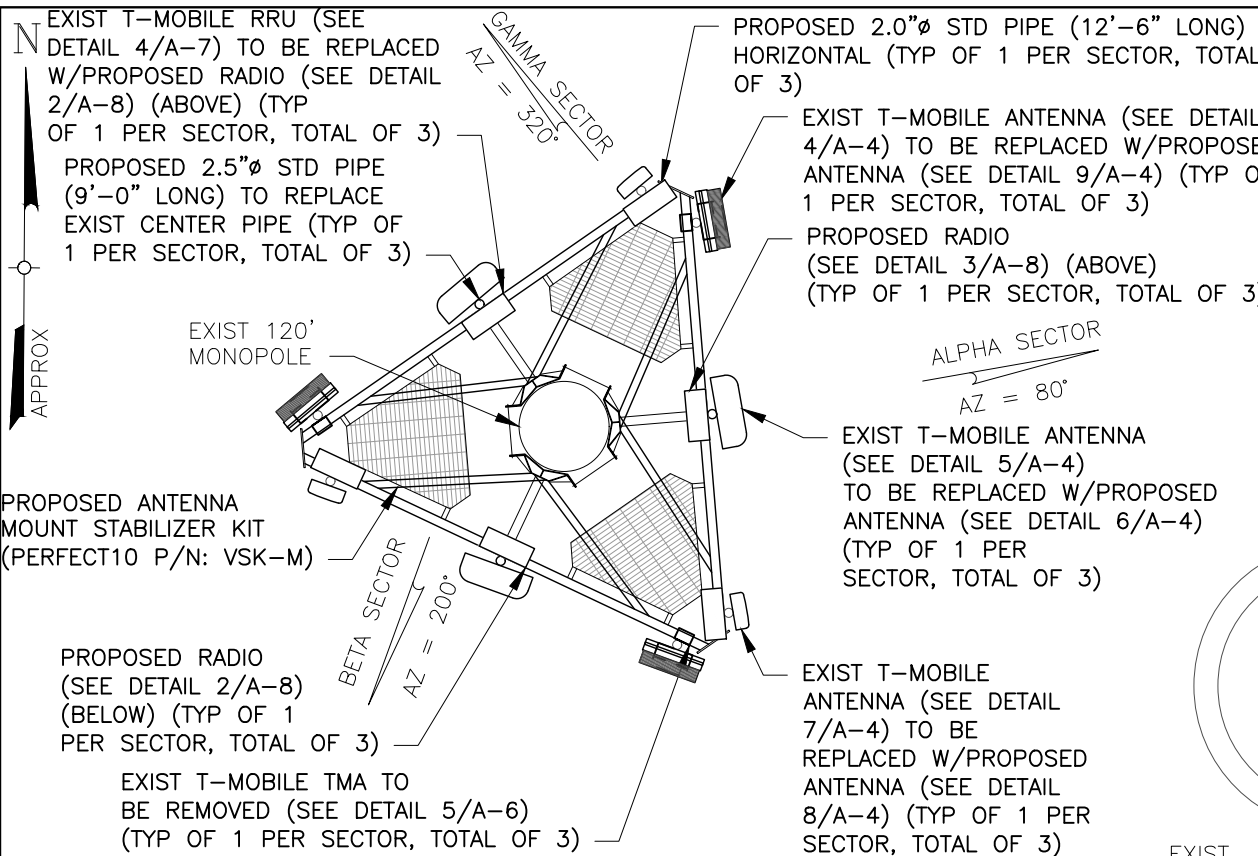 N
EXIST T-MOBILE RRU (SEE
DETAIL 4/A-7) TO BE REPLACED
W/PROPOSED RADIO (SEE DETAIL
2/A-8) (ABOVE) (TYP
OF 1 PER SECTOR, TOTAL OF 3)
PROPOSED 2.5"ø STD PIPE
(9'-0" LONG) TO REPLACE
EXIST CENTER PIPE (TYP OF
1 PER SECTOR, TOTAL OF 3)
APPROX
EXIST 120'
MONOPOLE
GAMMA SECTOR
AZ = 320°
PROPOSED 2.0"ø STD PIPE (12'-6" LONG)
HORIZONTAL (TYP OF 1 PER SECTOR, TOTAL
OF 3)
EXIST T-MOBILE ANTENNA (SEE DETAIL
4/A-4) TO BE REPLACED W/PROPOSE
ANTENNA (SEE DETAIL 9/A-4) (TYP O
1 PER SECTOR, TOTAL OF 3)
PROPOSED RADIO
(SEE DETAIL 3/A-8) (ABOVE)
(TYP OF 1 PER SECTOR, TOTAL OF 3)
ALPHA SECTOR
AZ = 80°
EXIST T-MOBILE ANTENNA
(SEE DETAIL 5/A-4)
TO BE REPLACED W/PROPOSED
ANTENNA (SEE DETAIL 6/A-4)
(TYP OF 1 PER
SECTOR, TOTAL OF 3)
PROPOSED ANTENNA
MOUNT STABILIZER KIT
(PERFECT10 P/N: VSK-M)
BETA SECTOR
AZ = 200°
PROPOSED RADIO
(SEE DETAIL 2/A-8)
(BELOW) (TYP OF 1
PER SECTOR, TOTAL OF 3)
EXIST T-MOBILE TMA TO
BE REMOVED (SEE DETAIL 5/A-6)
(TYP OF 1 PER SECTOR, TOTAL OF 3)
EXIST T-MOBILE
ANTENNA (SEE DETAIL
7/A-4) TO BE
REPLACED W/PROPOSED
ANTENNA (SEE DETAIL
8/A-4) (TYP OF 1 PER
SECTOR, TOTAL OF 3)
EXIST